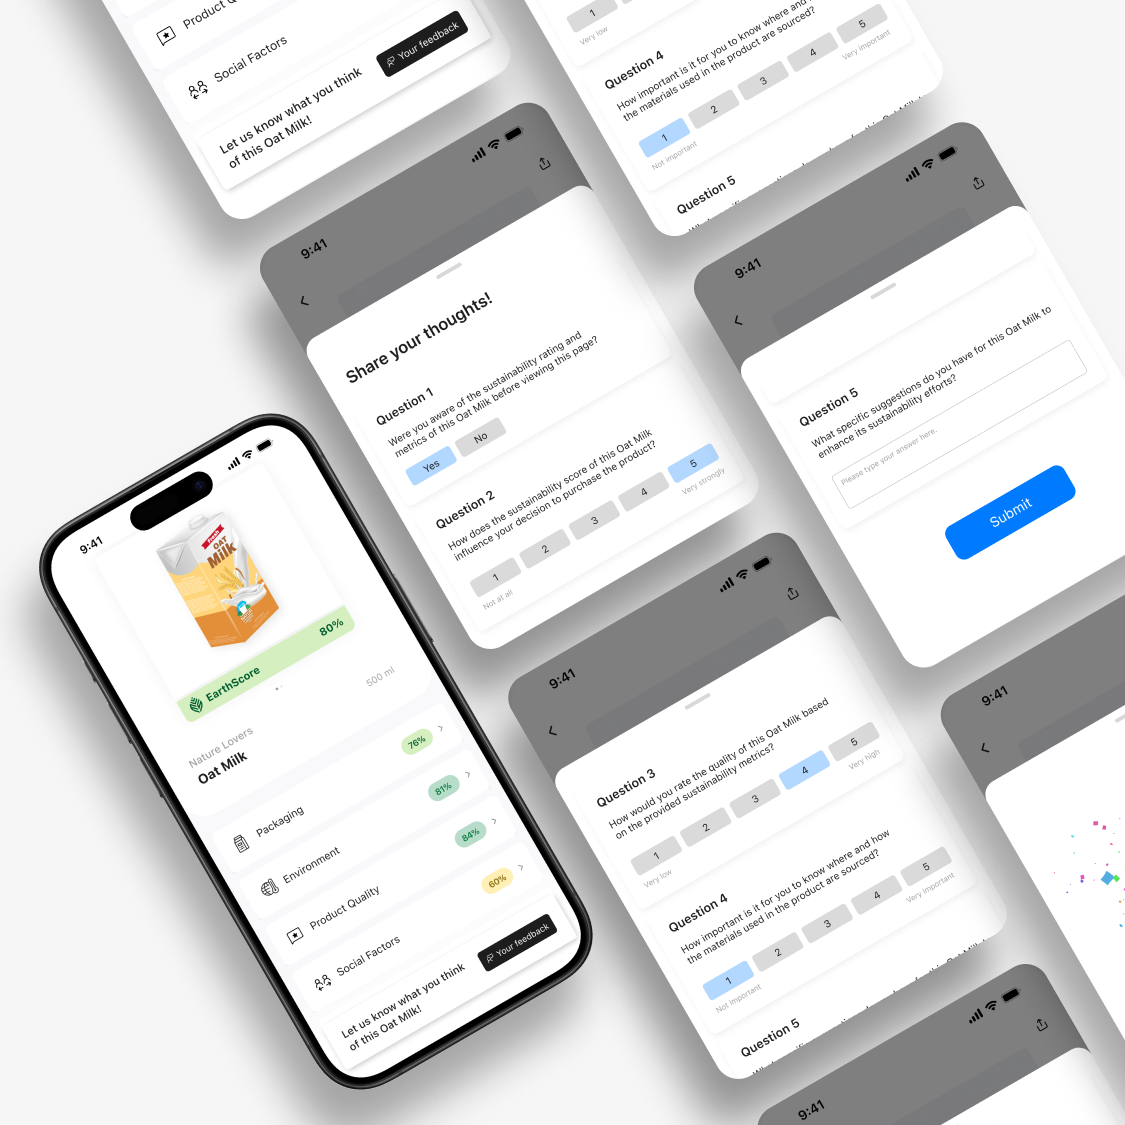 Product Q
Social Factors
Let us know what you think
of this Oat Milk!
Your feedback
1
Very low
Question 4
How important is it for you to know where and
the materials used in the product are sourced?
1
2
3
4
5
Not important
Very important
Question 5
9:41
Share your thoughts!
Question 1
Were you aware of the sustainability rating and
metrics of this Oat Milk before viewing this page?
Yes
No
Question 2
How does the sustainability score of this Oat Milk
influence your decision to purchase the product?
1
2
3
4
5
Not at all
Very strongly
9:41
Question 5
What specific suggestions do you have for this Oat Milk to
enhance its sustainability efforts?
Please type your answer here.
Submit
9:41
OAT
Milk
EarthScore
80%
Nature Lovers
Oat Milk
500 ml
Packaging
76%
Environment
81%
Product Quality
84%
Social Factors
60%
Let us know what you think
of this Oat Milk!
Your feedback
9:41
Question 3
How would you rate the quality of this Oat Milk based
on the provided sustainability metrics?
1
2
3
4
5
Very low
Very high
Question 4
How important is it for you to know where and how
the materials used in the product are sourced?
1
2
3
4
5
Not important
Very important
Question 5
9:41
9:41